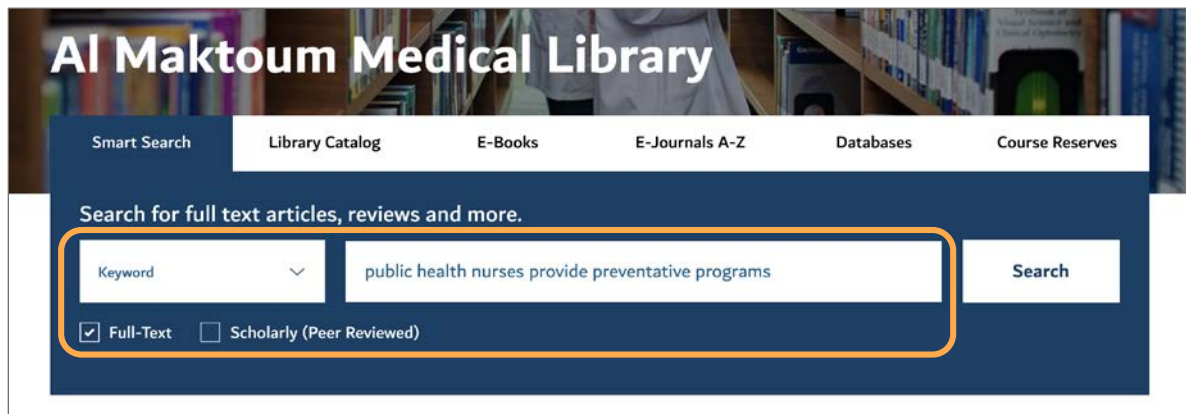 Al Maktoum Medical Library
Smart Search Library Catalog E-Books E-Journals A-Z Databases Course Reserves
Search for full text articles, reviews and more.
Keyword public health nurses provide preventative programs Search
Full-Text Scholarly (Peer Reviewed)